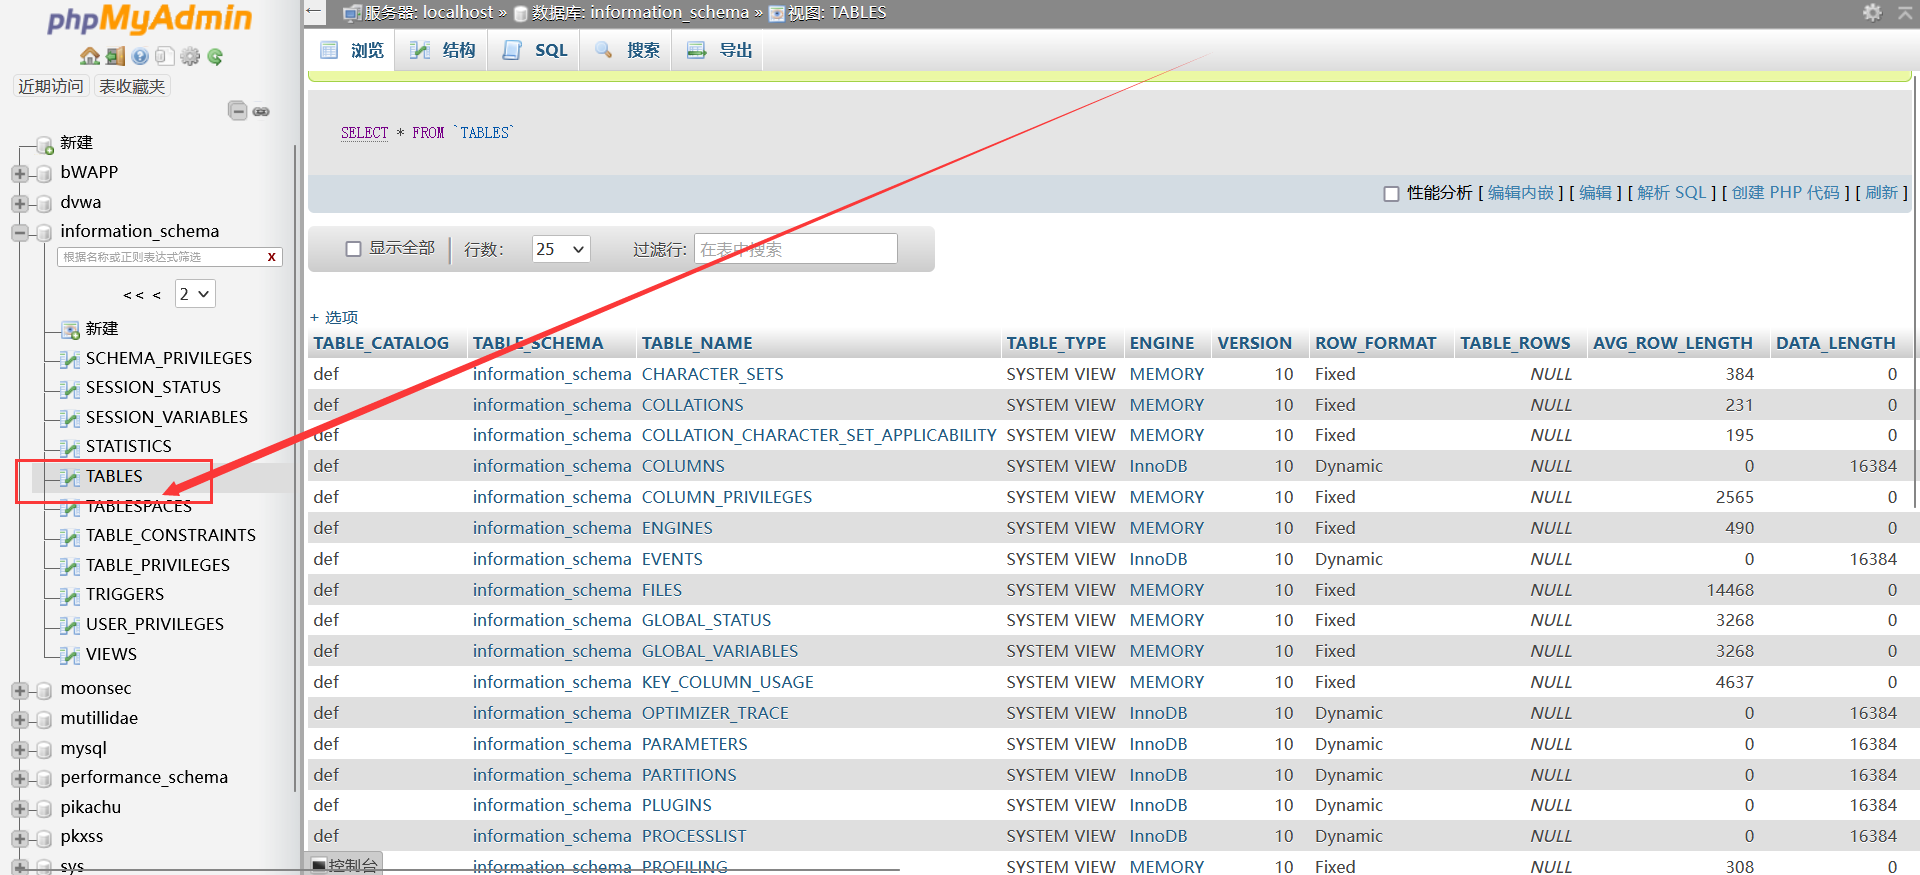 phpMyAdmin
近期访问 表收藏夹
新建
bWAPP
dvwa
information_schema
根据名称或正则表达式筛选 X
<< < 2
新建
SCHEMA_PRIVILEGES
SESSION_STATUS
SESSION_VARIABLES
STATISTICS
TABLES
TABLESPACES
TABLE_CONSTRAINTS
TABLE_PRIVILEGES
TRIGGERS
USER_PRIVILEGES
VIEWS
moonsec
mutillidae
mysql
performance_schema
pikachu
pkxss
sys
服务器: localhost » 数据库: information_schema » 视图: TABLES
浏览 结构 SQL 搜索 导出
SELECT * FROM `TABLES`
性能分析 [ 编辑内嵌 ] [ 编辑 ] [ 解析 SQL ] [ 创建 PHP 代码 ] [ 刷新 ]
显示全部 行数: 25 过滤行: 在表中搜索
+ 选项
TABLE_CATALOG TABLE_SCHEMA TABLE_NAME TABLE_TYPE ENGINE VERSION ROW_FORMAT TABLE_ROWS AVG_ROW_LENGTH DATA_LENGTH
def information_schema CHARACTER_SETS SYSTEM VIEW MEMORY 10 Fixed NULL 384 0
def information_schema COLLATIONS SYSTEM VIEW MEMORY 10 Fixed NULL 231 0
def information_schema COLLATION_CHARACTER_SET_APPLICABILITY SYSTEM VIEW MEMORY 10 Fixed NULL 195 0
def information_schema COLUMNS SYSTEM VIEW InnoDB 10 Dynamic NULL 0 16384
def information_schema COLUMN_PRIVILEGES SYSTEM VIEW MEMORY 10 Fixed NULL 2565 0
def information_schema ENGINES SYSTEM VIEW MEMORY 10 Fixed NULL 490 0
def information_schema EVENTS SYSTEM VIEW InnoDB 10 Dynamic NULL 0 16384
def information_schema FILES SYSTEM VIEW MEMORY 10 Fixed NULL 14468 0
def information_schema GLOBAL_STATUS SYSTEM VIEW MEMORY 10 Fixed NULL 3268 0
def information_schema GLOBAL_VARIABLES SYSTEM VIEW MEMORY 10 Fixed NULL 3268 0
def information_schema KEY_COLUMN_USAGE SYSTEM VIEW MEMORY 10 Fixed NULL 4637 0
def information_schema OPTIMIZER_TRACE SYSTEM VIEW InnoDB 10 Dynamic NULL 0 16384
def information_schema PARAMETERS SYSTEM VIEW InnoDB 10 Dynamic NULL 0 16384
def information_schema PARTITIONS SYSTEM VIEW InnoDB 10 Dynamic NULL 0 16384
def information_schema PLUGINS SYSTEM VIEW InnoDB 10 Dynamic NULL 0 16384
def information_schema PROCESSLIST SYSTEM VIEW InnoDB 10 Dynamic NULL 0 16384
控制台 information_schema PROFILING SYSTEM VIEW MEMORY 10 Fixed NULL 308 0